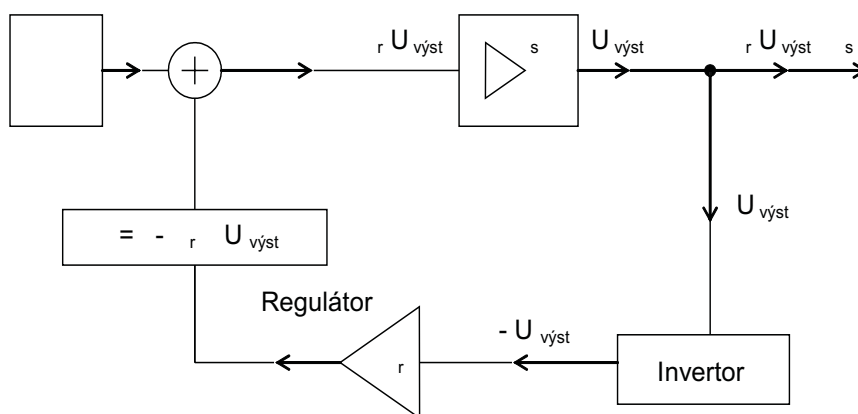 r U výst
s
U výst
r U výst s
U výst
= - r U výst
Regulátor
- U výst
r
Invertor